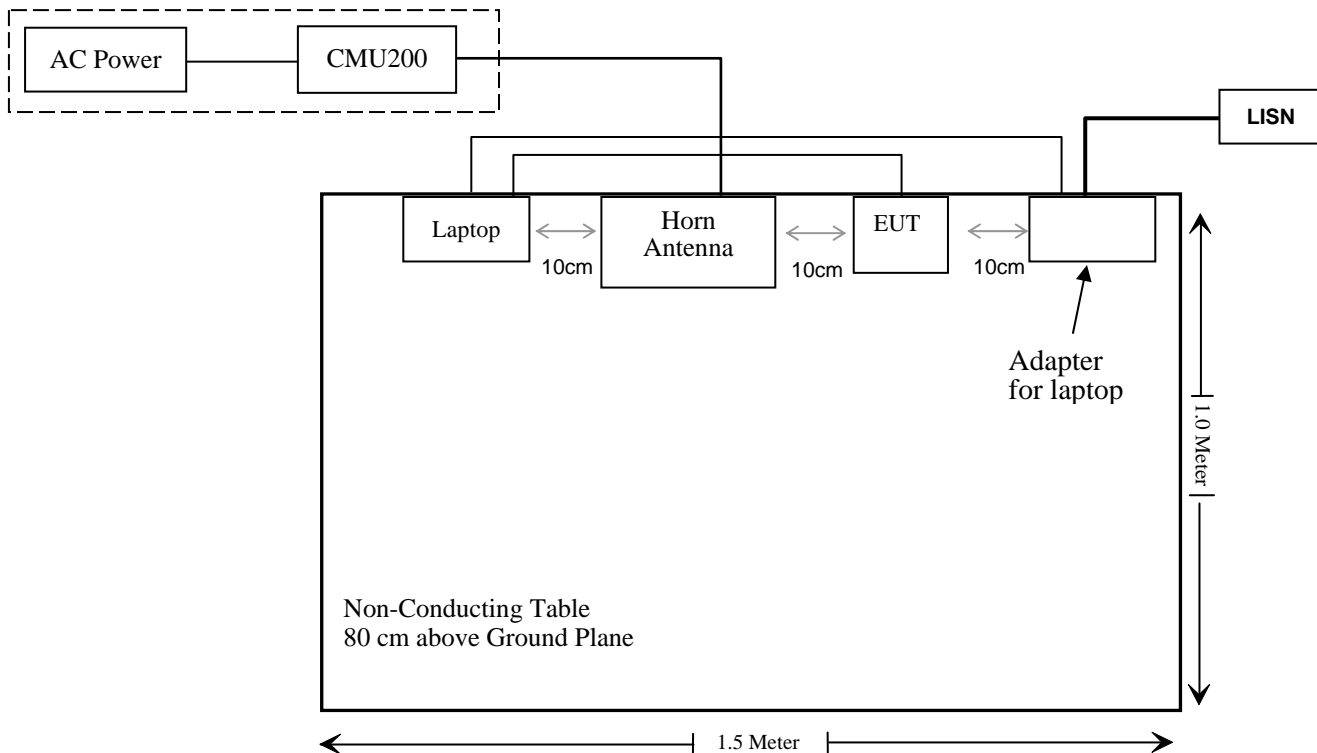 AC Power
CMU200
LISN
Laptop
Horn
Antenna
EUT
10cm
10cm
10cm
Adapter
for laptop
1.0 Meter
Non-Conducting Table
80 cm above Ground Plane
1.5 Meter